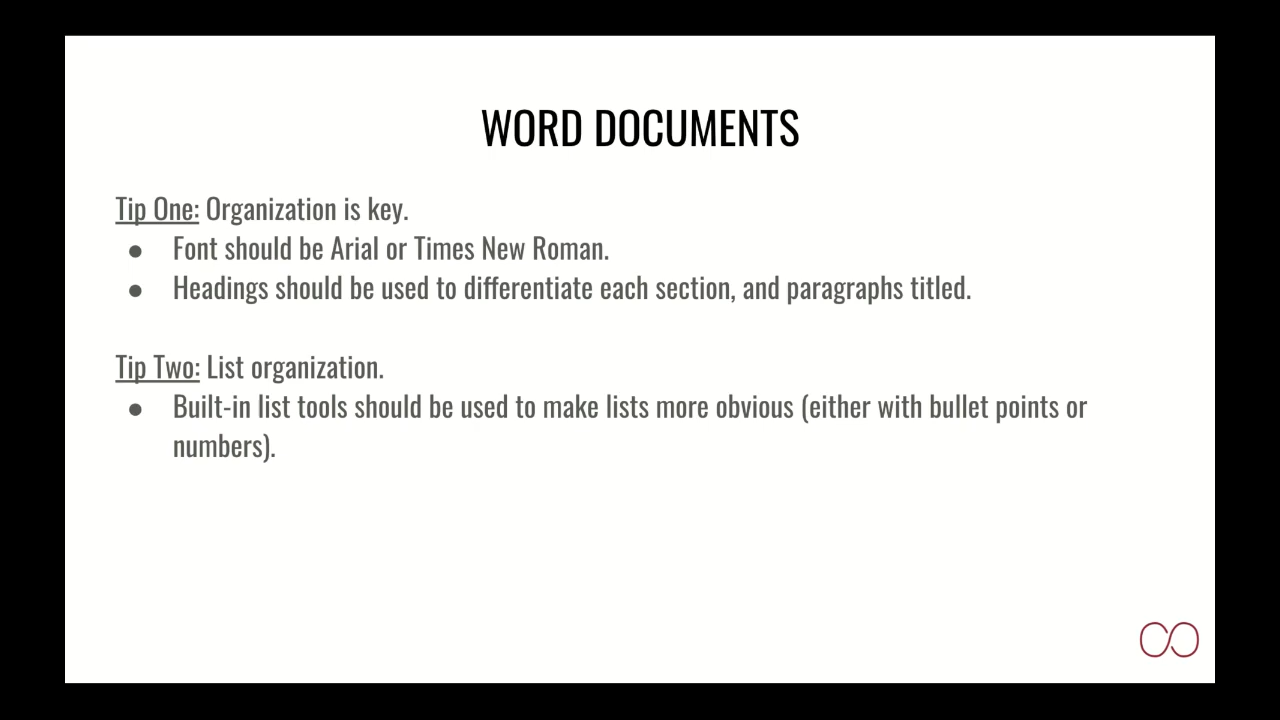 WORD DOCUMENTS
Tip One: Organization is key.
● Font should be Arial or Times New Roman.
● Headings should be used to differentiate each section, and paragraphs titled.
Tip Two: List organization.
● Built-in list tools should be used to make lists more obvious (either with bullet points or
numbers).